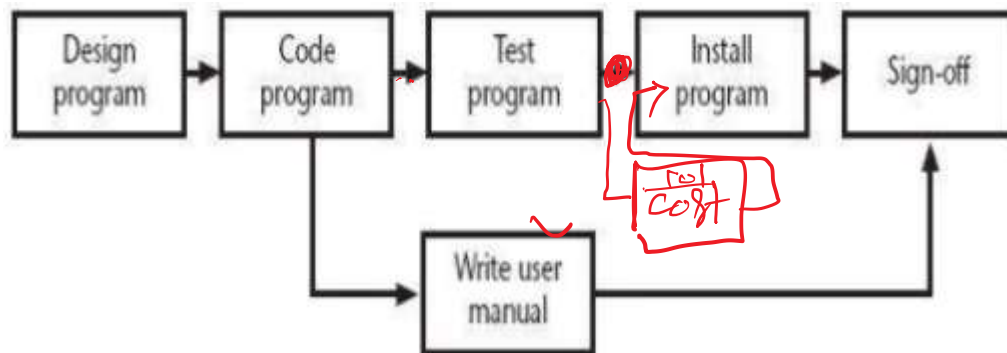 Design
program
Code
program
Test
program
Install
program
Sign-off
Cost
Write user
manual